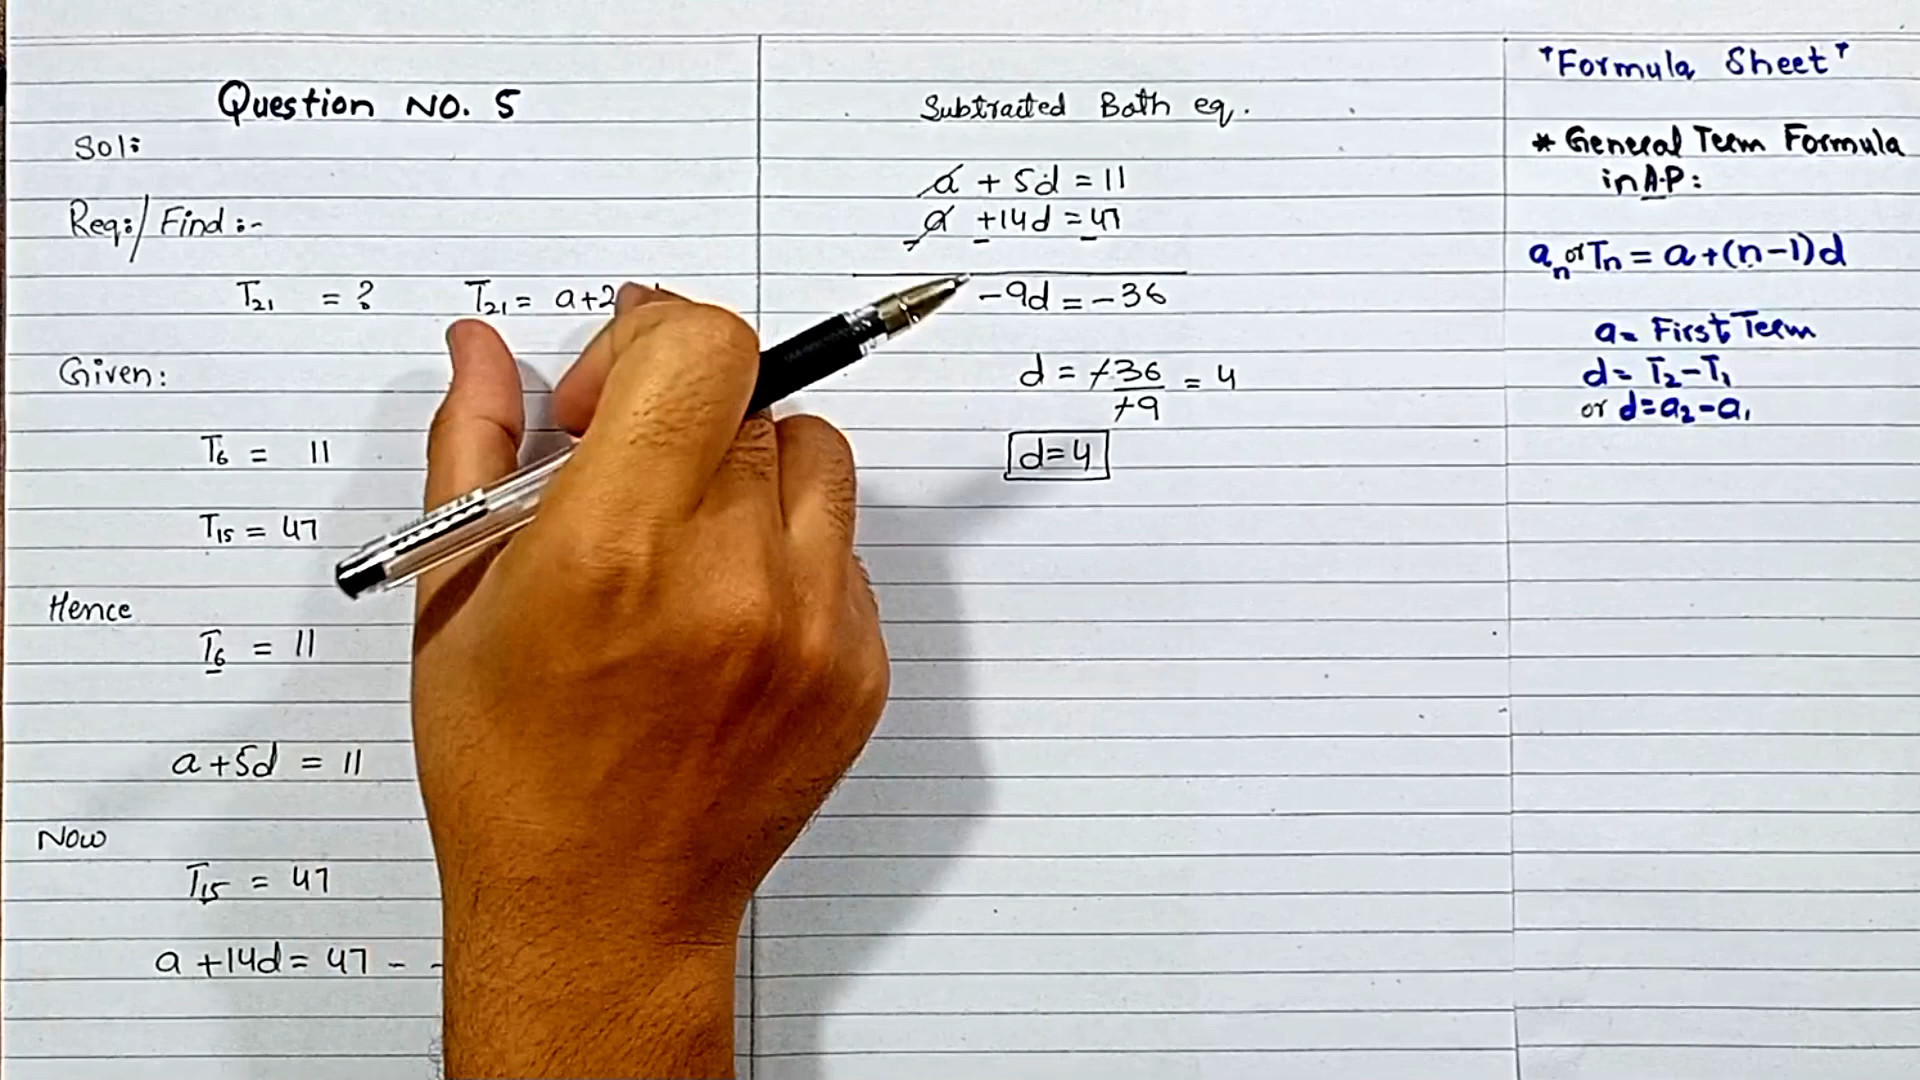 Question NO. 5
Sol:
Req:/Find:-
T₂₁ = ? T₂₁ = a+2
Given:
T₆ = 11
T₁₅ = 47
Hence
T₆ = 11
a+5d = 11
Now
T₁₅ = 47
a+14d = 47 - -
Subtracted Both eq.
a + 5d = 11
a +14d = 47
- - -
-9d = -36
d = -36/-9 = 4
d=4
"Formula Sheet"
* General Term Formula
in A.P:
aₙ or Tₙ = a+(n-1)d
a= First Term
d= T₂-T₁
or d=a₂-a₁